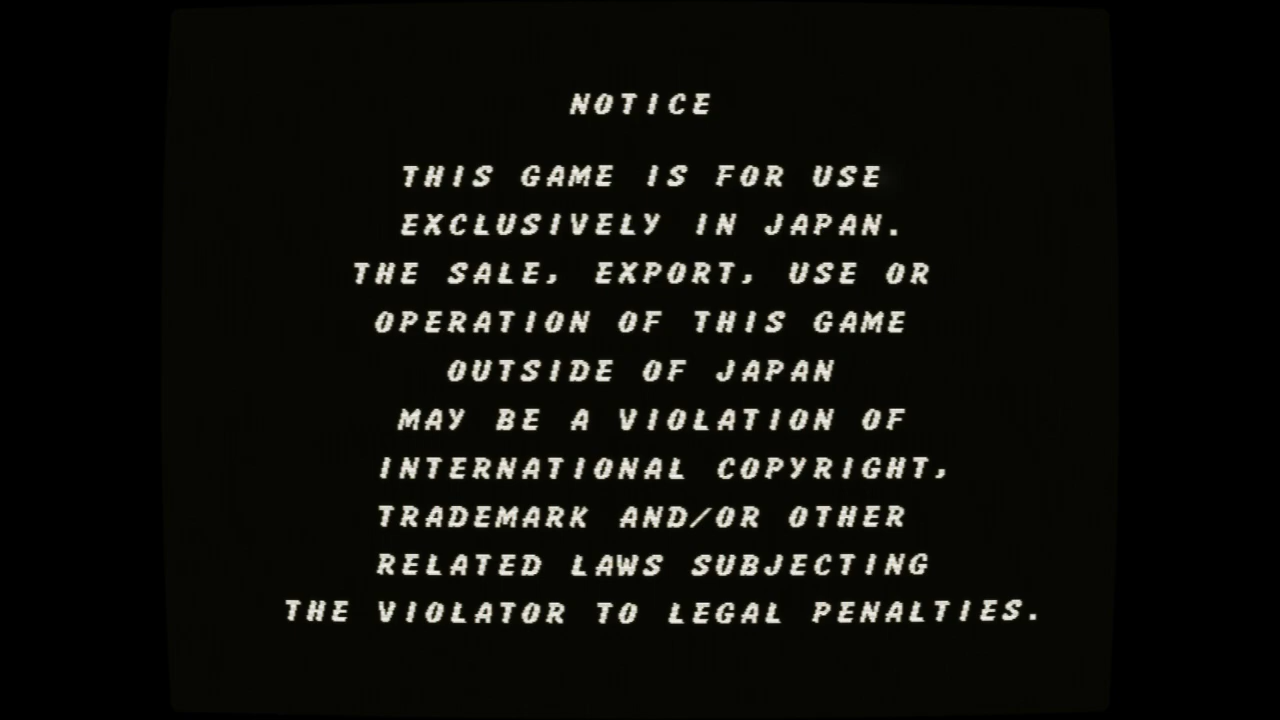 NOTICE
THIS GAME IS FOR USE
EXCLUSIVELY IN JAPAN.
THE SALE, EXPORT, USE OR
OPERATION OF THIS GAME
OUTSIDE OF JAPAN
MAY BE A VIOLATION OF
INTERNATIONAL COPYRIGHT,
TRADEMARK AND/OR OTHER
RELATED LAWS SUBJECTING
THE VIOLATOR TO LEGAL PENALTIES.